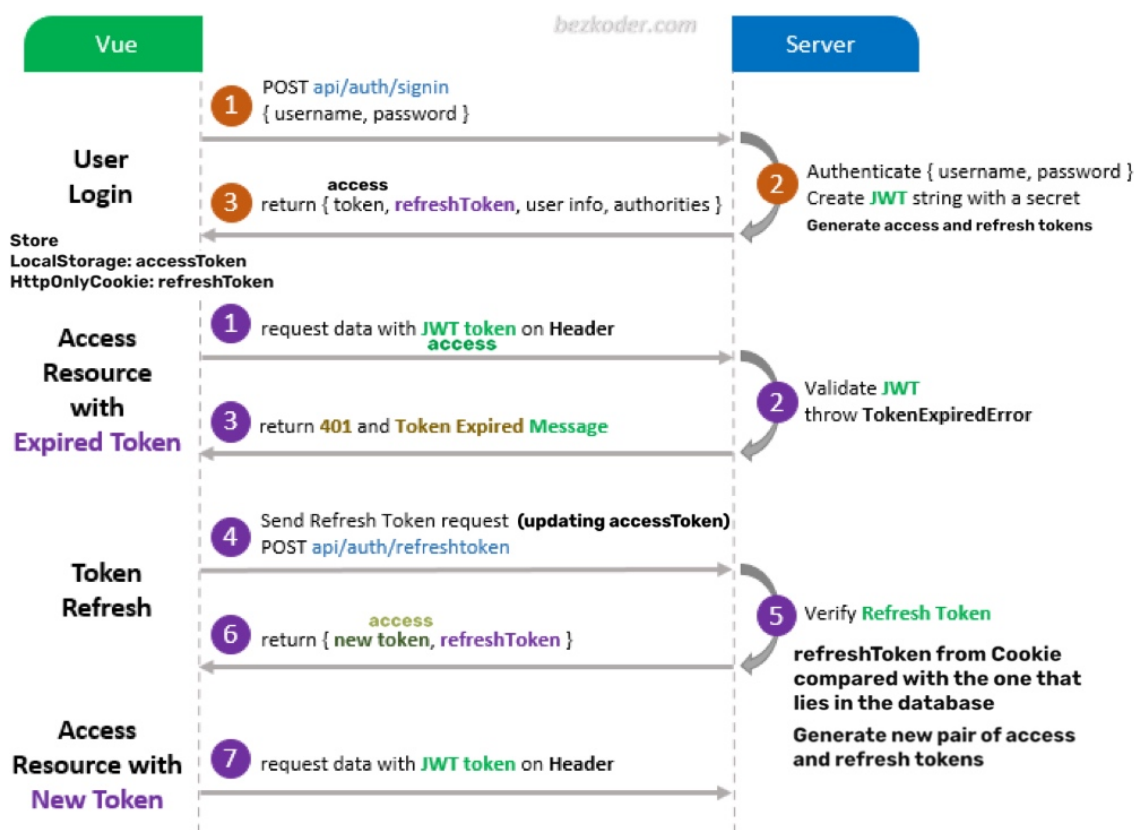 bezkoder.com
Vue
Server
POST api/auth/signin
1
{ username, password }
User
Login
2
Authenticate { username, password }
Create JWT string with a secret
Generate access and refresh tokens
access
3
return { token, refreshToken, user info, authorities }
Store
LocalStorage: accessToken
HttpOnlyCookie: refreshToken
Access
Resource
with
Expired Token
1
request data with JWT token on Header
access
2
Validate JWT
throw TokenExpiredError
3
return 401 and Token Expired Message
Token
Refresh
4
Send Refresh Token request (updating accessToken)
POST api/auth/refreshtoken
5
Verify Refresh Token
refreshToken from Cookie
compared with the one that
lies in the database
Generate new pair of access
and refresh tokens
access
6
return { new token, refreshToken }
Access
Resource with
New Token
7
request data with JWT token on Header